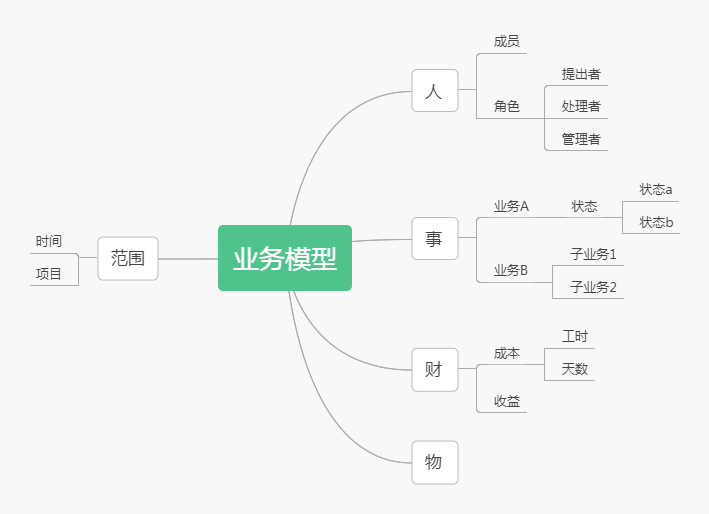 业务模型
范围
时间
项目
人
成员
角色
提出者
处理者
管理者
事
业务A
状态
状态a
状态b
业务B
子业务1
子业务2
财
成本
工时
天数
收益
物